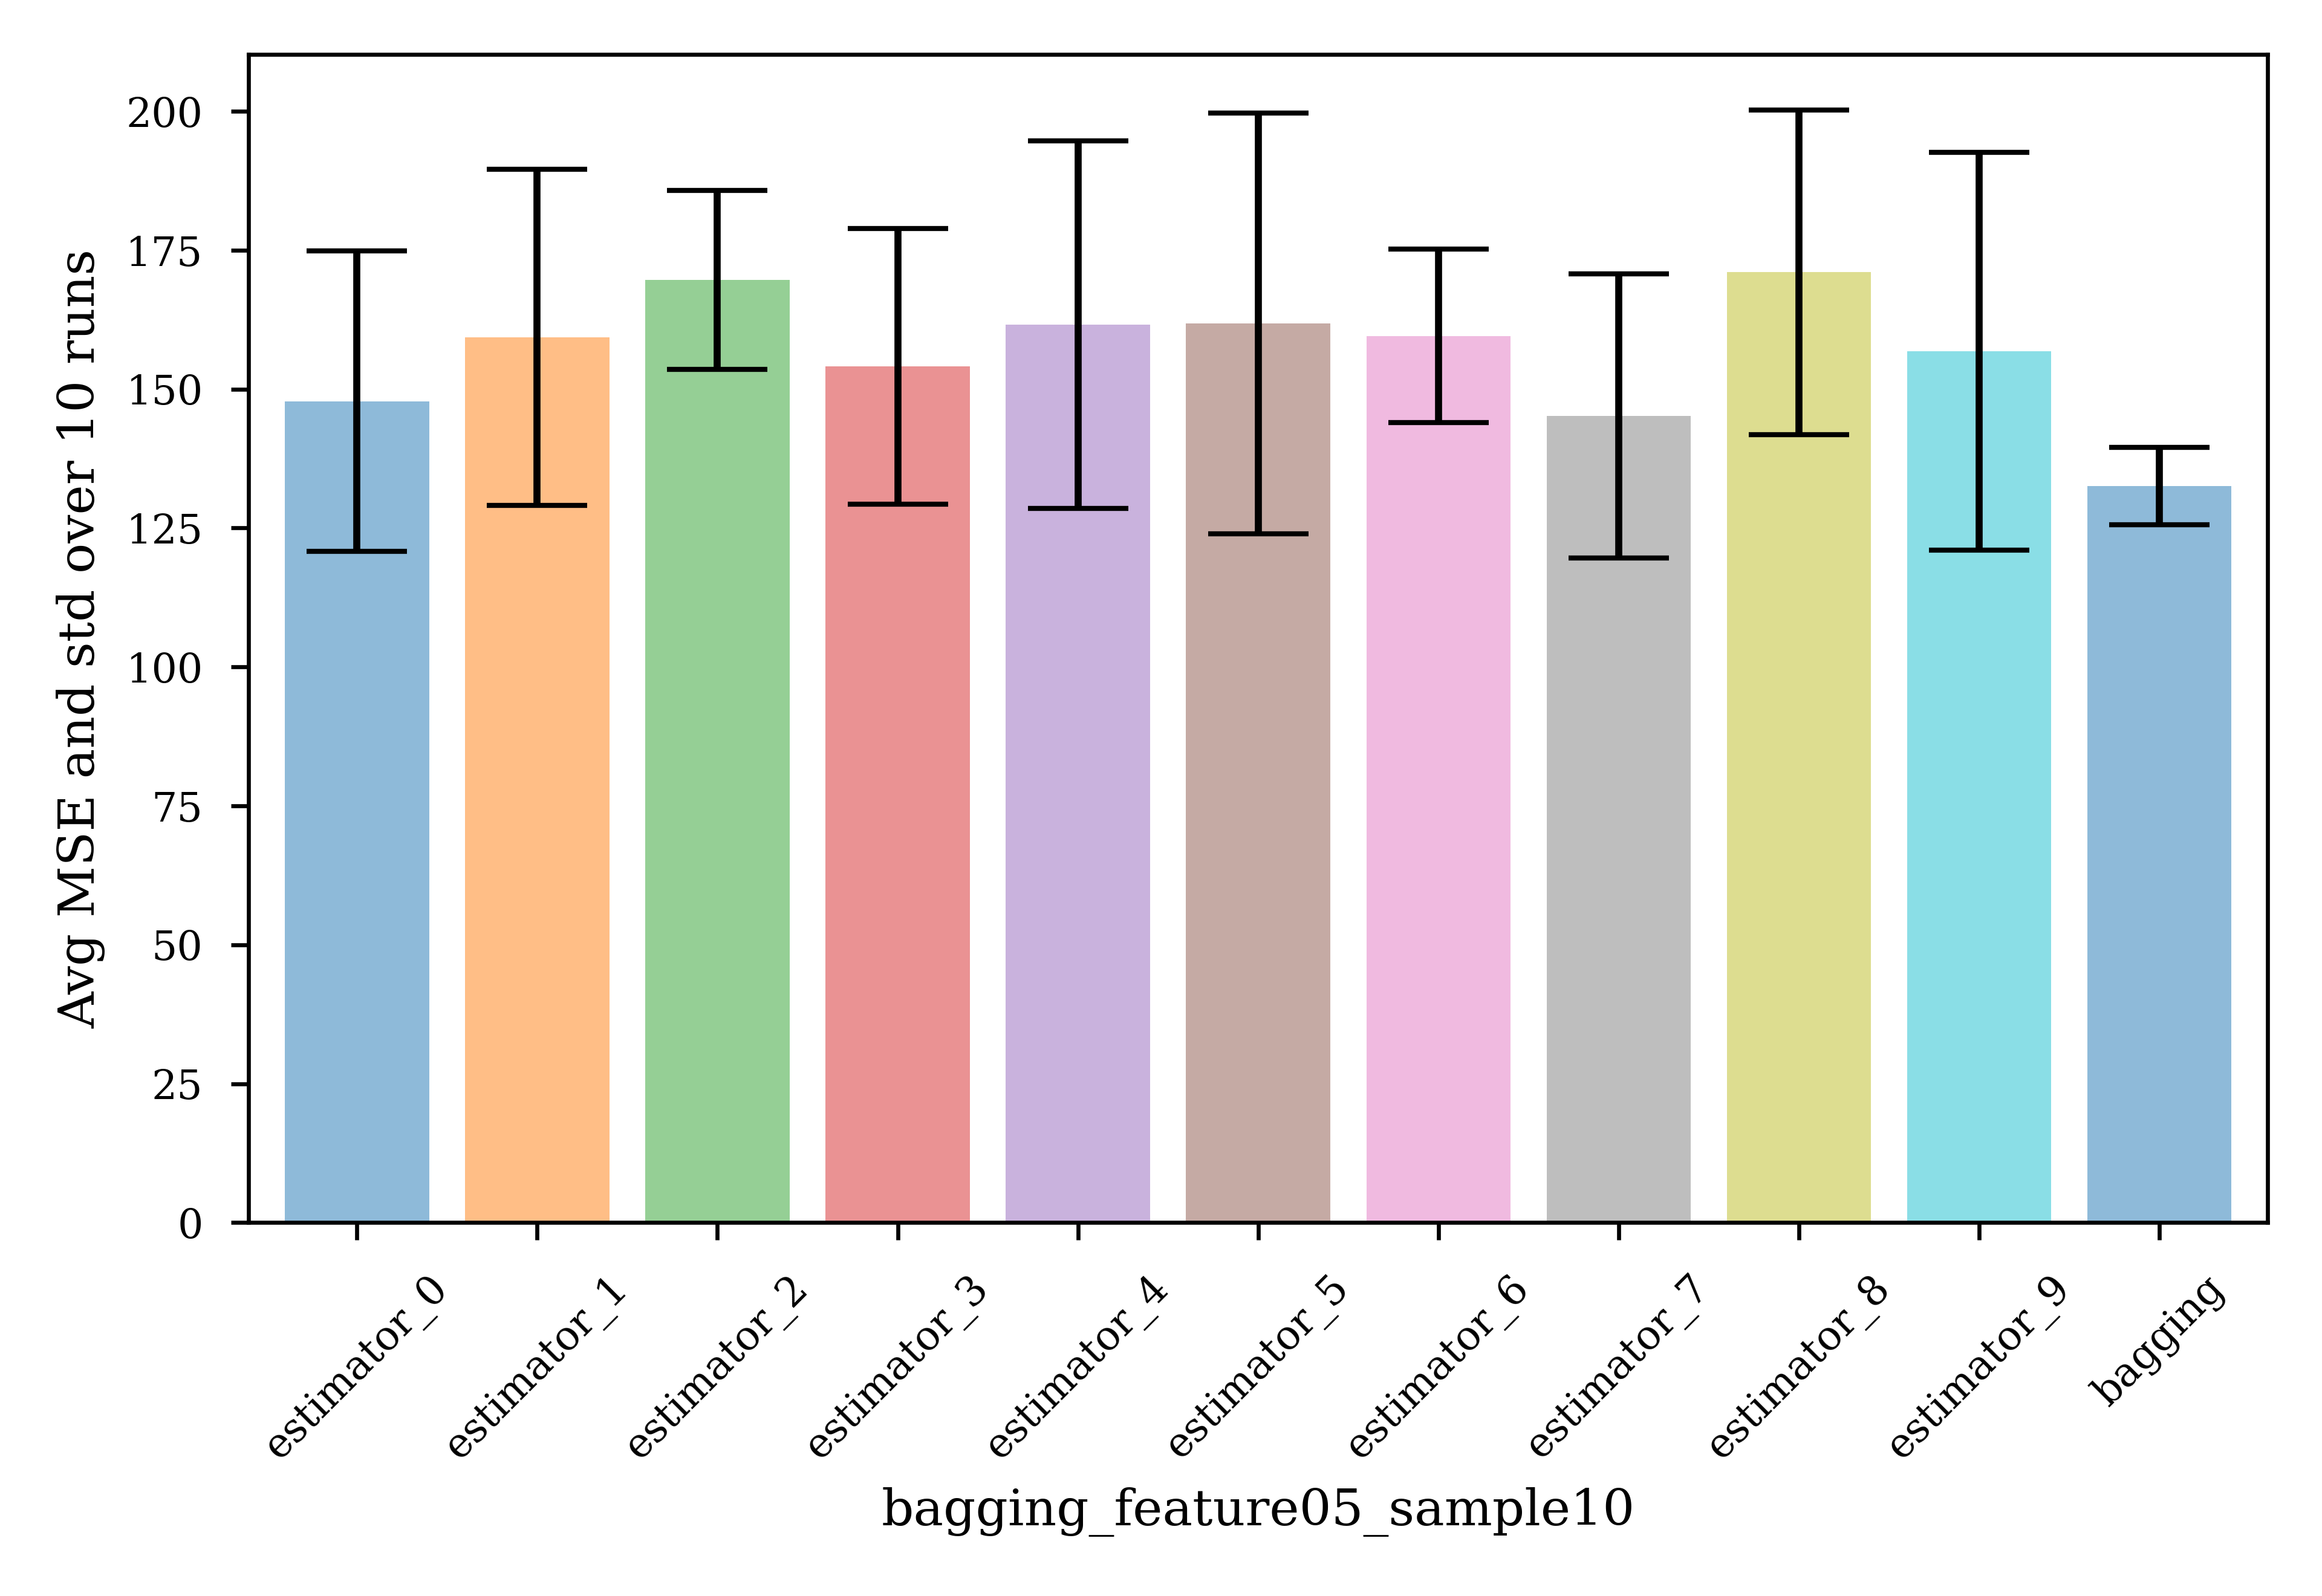 Avg MSE and std over 10 runs
200
175
150
125
100
75
50
25
0
estimator_0
estimator_1
estimator_2
estimator_3
estimator_4
estimator_5
estimator_6
estimator_7
estimator_8
estimator_9
bagging
bagging_feature05_sample10